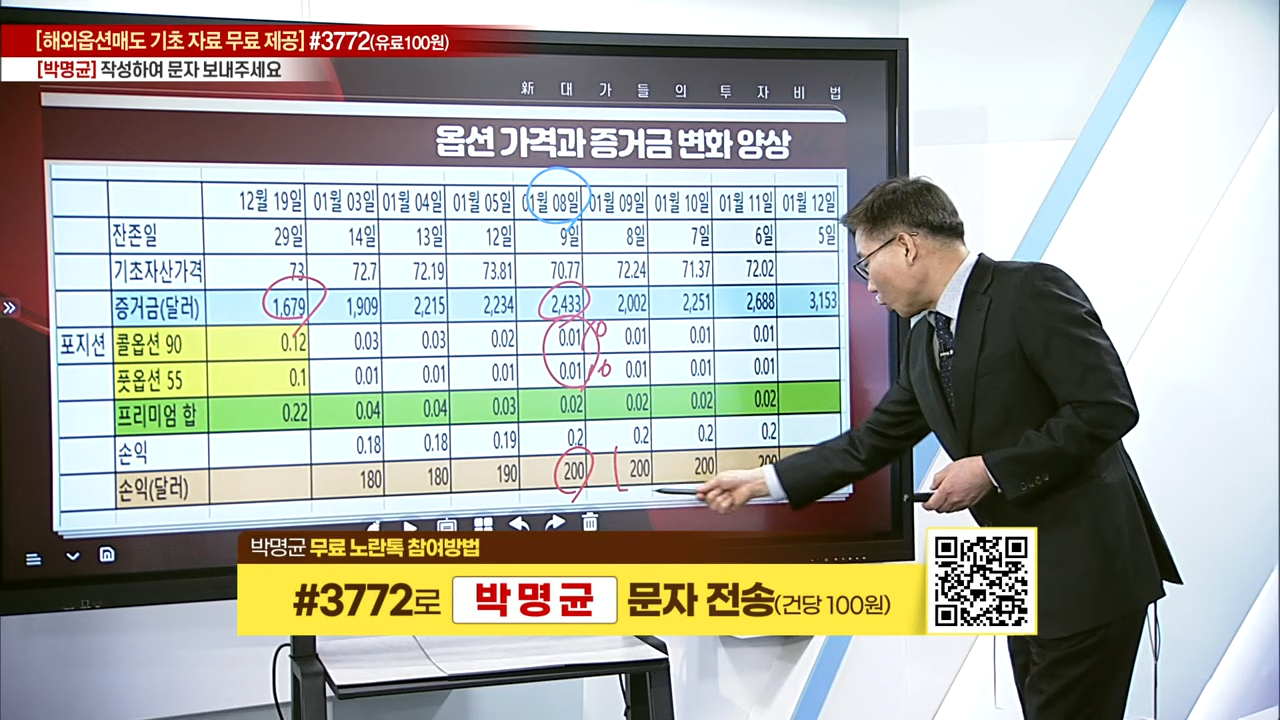 [해외옵션매도 기초 자료 무료 제공] #3772(유료100원)
[박명균] 작성하여 문자 보내주세요
新 대 가 들 의 투 자 비 법
옵션 가격과 증거금 변화 양상
12월 19일 01월 03일 01월 04일 01월 05일 01월 08일 01월 09일 01월 10일 01월 11일 01월 12일
잔존일 29일 14일 13일 12일 9일 8일 7일 6일 5일
기초자산가격 73 72.7 72.19 73.81 70.77 72.24 71.37 72.02
증거금(달러) 1,679 1,909 2,215 2,234 2,433 2,002 2,251 2,688 3,153
포지션 콜옵션 90 0.12 0.03 0.03 0.02 0.01 0.01 0.01 0.01
풋옵션 55 0.1 0.01 0.01 0.01 0.01 0.01 0.01 0.01
프리미엄 합 0.22 0.04 0.04 0.03 0.02 0.02 0.02 0.02
손익 0.18 0.18 0.19 0.2 0.2 0.2 0.2
손익(달러) 180 180 190 200 200 200 200
박명균 무료 노란톡 참여방법
#3772로 박명균 문자 전송(건당 100원)